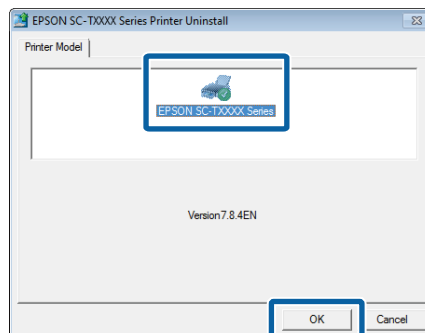 EPSON SC-TXXXX Series Printer Uninstall
Printer Model
EPSON SC-TXXXX Series
Version7.8.4EN
OK
Cancel